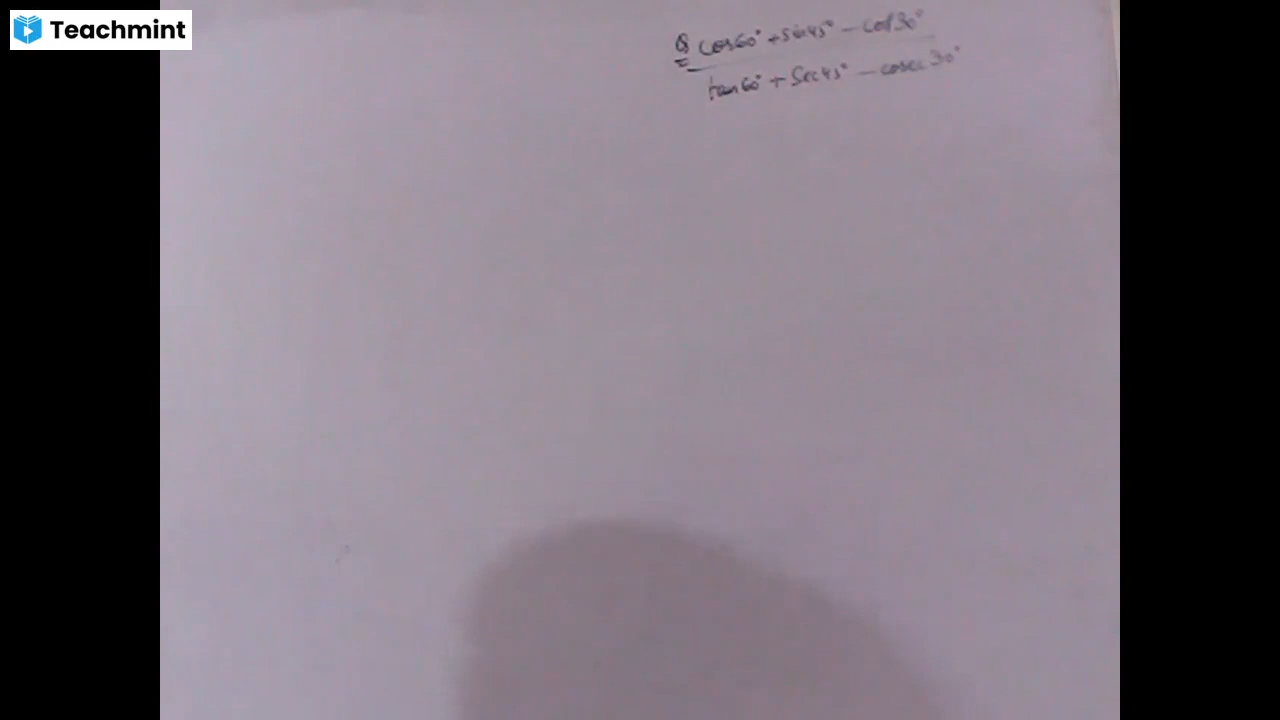 Teachmint
Q cos60° + sin45° - cot30°
tan60° + sec45° - cosec30°